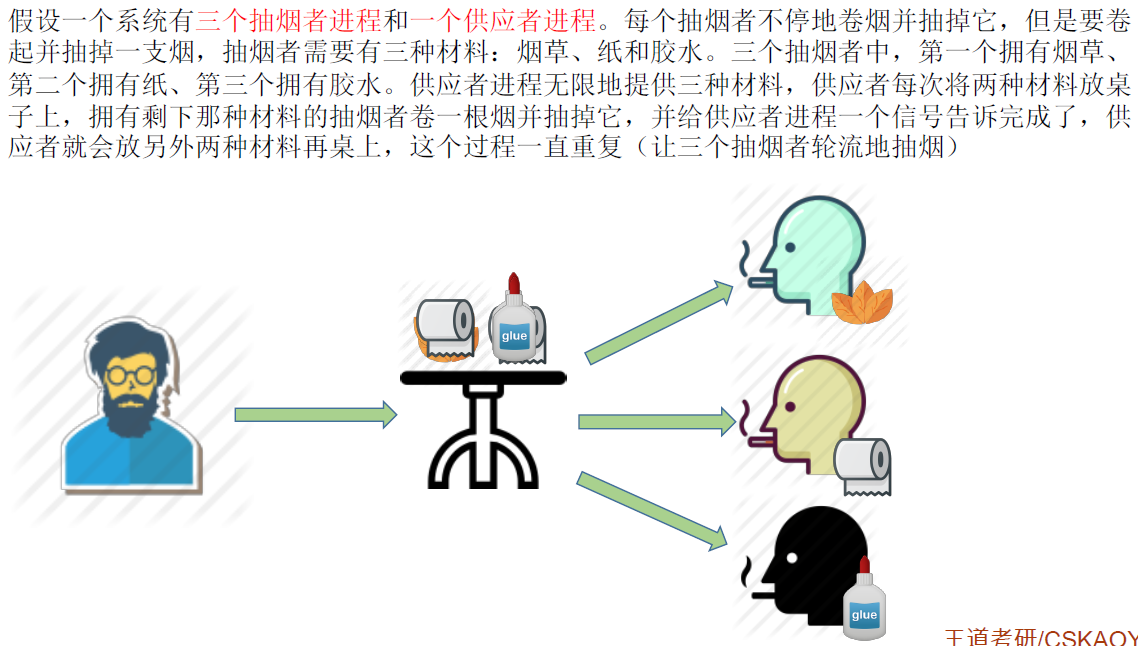 假设一个系统有三个抽烟者进程和一个供应者进程。每个抽烟者不停地卷烟并抽掉它，但是要卷
起并抽掉一支烟，抽烟者需要有三种材料：烟草、纸和胶水。三个抽烟者中，第一个拥有烟草、
第二个拥有纸、第三个拥有胶水。供应者进程无限地提供三种材料，供应者每次将两种材料放桌
子上，拥有剩下那种材料的抽烟者卷一根烟并抽掉它，并给供应者进程一个信号告诉完成了，供
应者就会放另外两种材料再桌上，这个过程一直重复（让三个抽烟者轮流地抽烟）
glue
glue
王道考研/CSKAOY